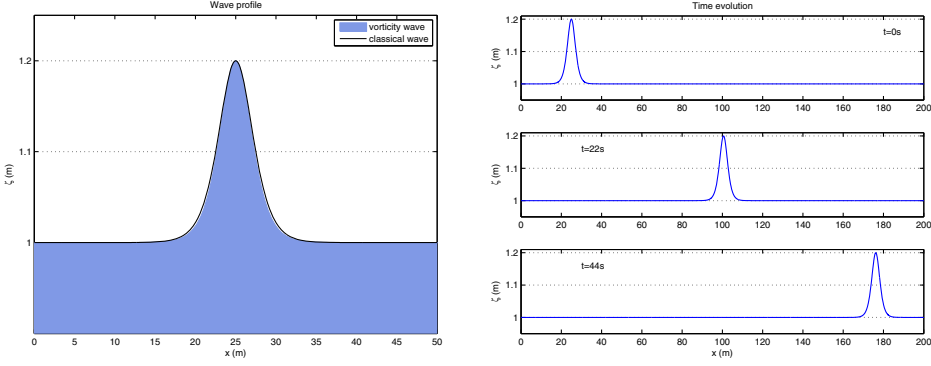 Wave profile
vorticity wave
classical wave
1.2
1.1
1
ζ (m)
0 5 10 15 20 25 30 35 40 45 50
x (m)
Time evolution
1.2
1.1
1
ζ (m)
t=0s
0 20 40 60 80 100 120 140 160 180 200
1.2
1.1
1
ζ (m)
t=22s
0 20 40 60 80 100 120 140 160 180 200
1.2
1.1
1
ζ (m)
t=44s
0 20 40 60 80 100 120 140 160 180 200
x (m)